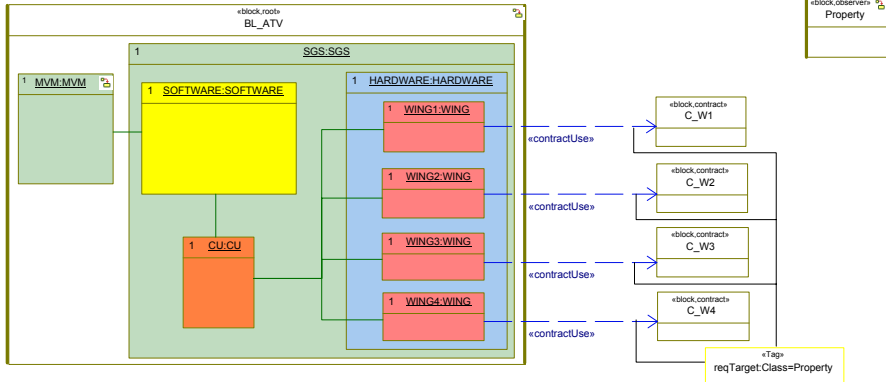 «block,root»
BL_ATV
«block,observer»
Property
1 SGS:SGS
1 MVM:MVM
1 SOFTWARE:SOFTWARE
1 HARDWARE:HARDWARE
1 WING1:WING
«contractUse»
«block,contract»
C_W1
1 WING2:WING
«contractUse»
«block,contract»
C_W2
1 CU:CU
1 WING3:WING
«contractUse»
«block,contract»
C_W3
1 WING4:WING
«contractUse»
«block,contract»
C_W4
«Tag»
reqTarget:Class=Property